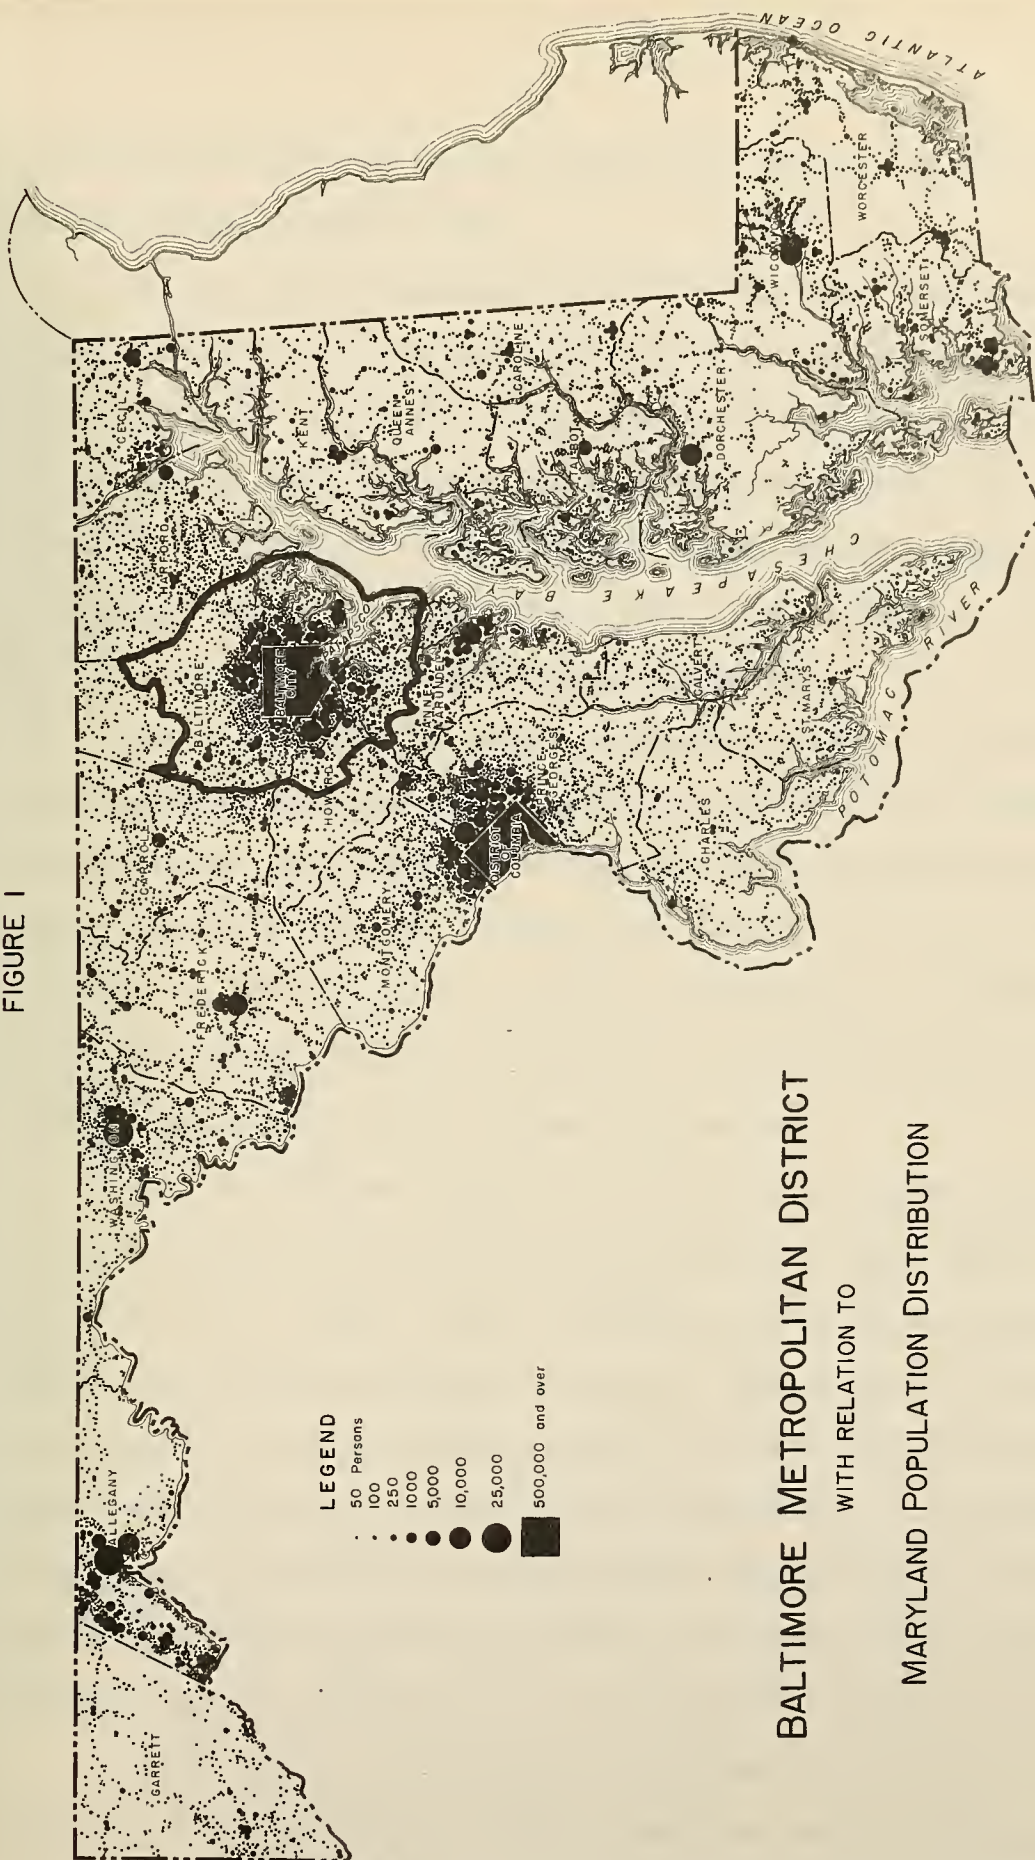 FIGURE I
GARRETT
ALLEGANY
WASHINGTON
FREDERICK
CARROLL
BALTIMORE
HARFORD
CECIL
BALTIMORE
CITY
HOWARD
MONTGOMERY
DISTRICT
OF
COLUMBIA
PRINCE
GEORGES
ANNE
ARUNDEL
KENT
QUEEN
ANNES
CAROLINE
TALBOT
DORCHESTER
CALVERT
CHARLES
ST. MARYS
WICOMICO
WORCESTER
SOMERSET
CHESAPEAKE BAY
POTOMAC RIVER
ATLANTIC OCEAN
LEGEND
50 Persons
100
250
1000
5,000
10,000
25,000
500,000 and over
BALTIMORE METROPOLITAN DISTRICT
WITH RELATION TO
MARYLAND POPULATION DISTRIBUTION